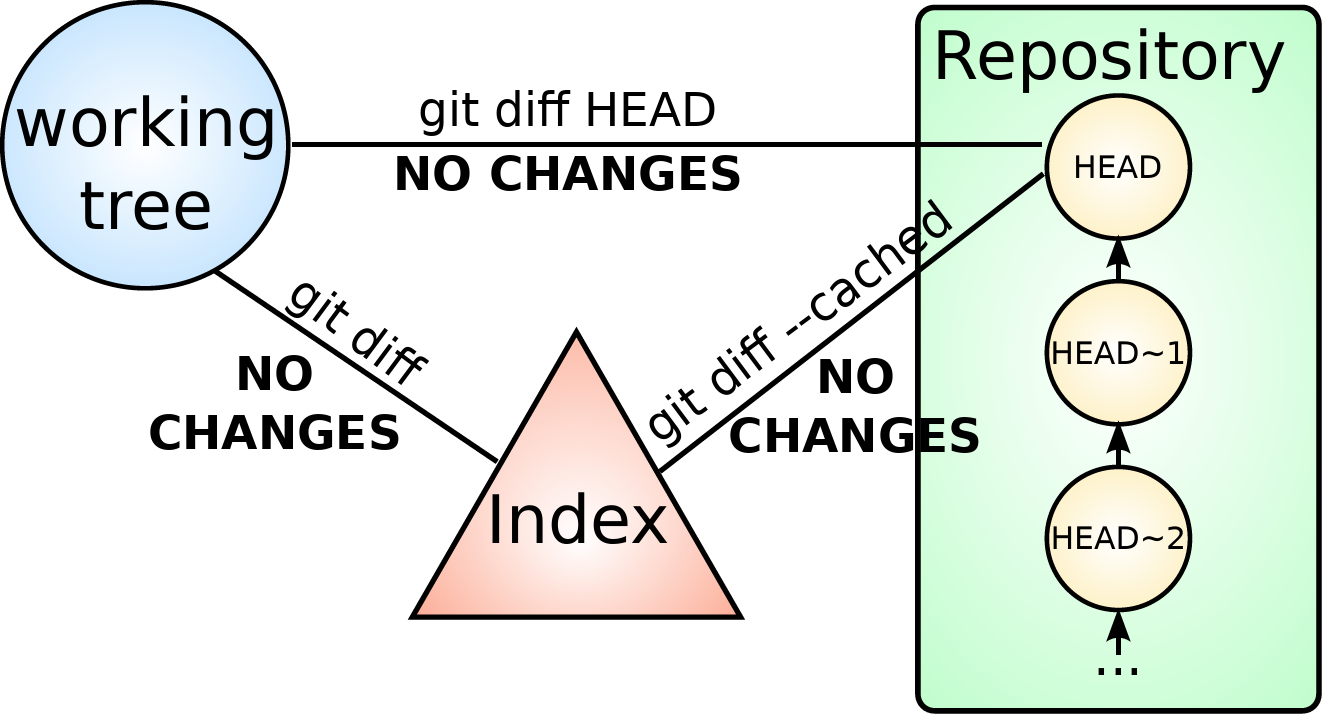 Repository
working
tree
git diff HEAD
NO CHANGES
HEAD
git diff
NO
CHANGES
git diff --cached
NO
CHANGES
HEAD~1
Index
HEAD~2
...